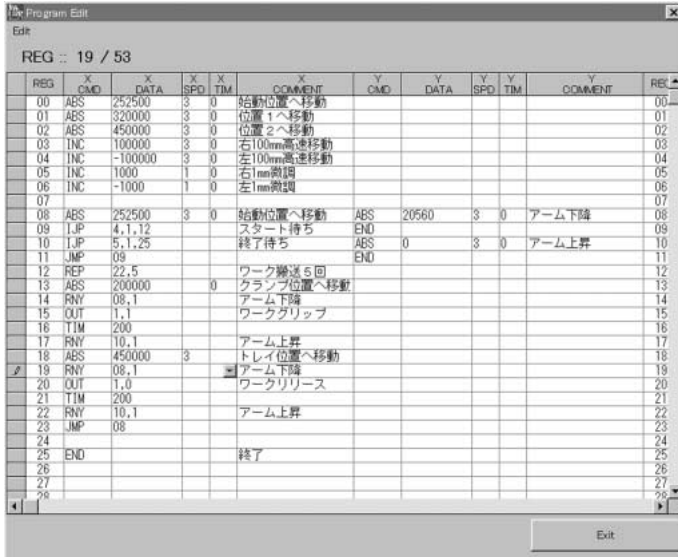 Program Edit
Edit
REG :: 19 / 53
REG X CMD X DATA X SPD X TIM X COMMENT Y CMD Y DATA Y SPD Y TIM Y COMMENT REG
00 ABS 252500 3 0 始動位置へ移動 00
01 ABS 320000 3 0 位置1へ移動 01
02 ABS 450000 3 0 位置2へ移動 02
03 INC 100000 3 0 右100mm高速移動 03
04 INC -100000 3 0 左100mm高速移動 04
05 INC 1000 1 0 右1mm微調 05
06 INC -1000 1 0 左1mm微調 06
07 07
08 ABS 252500 3 0 始動位置へ移動 ABS 20560 3 0 アーム下降 08
09 IJP 4,1,12 スタート待ち END 09
10 IJP 5,1,25 終了待ち ABS 0 3 0 アーム上昇 10
11 JMP 09 END 11
12 REP 22,5 ワーク搬送5回 12
13 ABS 200000 0 クランプ位置へ移動 13
14 RNY 08,1 アーム下降 14
15 OUT 1,1 ワークグリップ 15
16 TIM 200 16
17 RNY 10,1 アーム上昇 17
18 ABS 450000 3 トレイ位置へ移動 18
19 RNY 08,1 アーム下降 19
20 OUT 1,0 ワークリリース 20
21 TIM 200 21
22 RNY 10,1 アーム上昇 22
23 JMP 08 23
24 24
25 END 終了 25
26 26
27 27
28 28
Exit